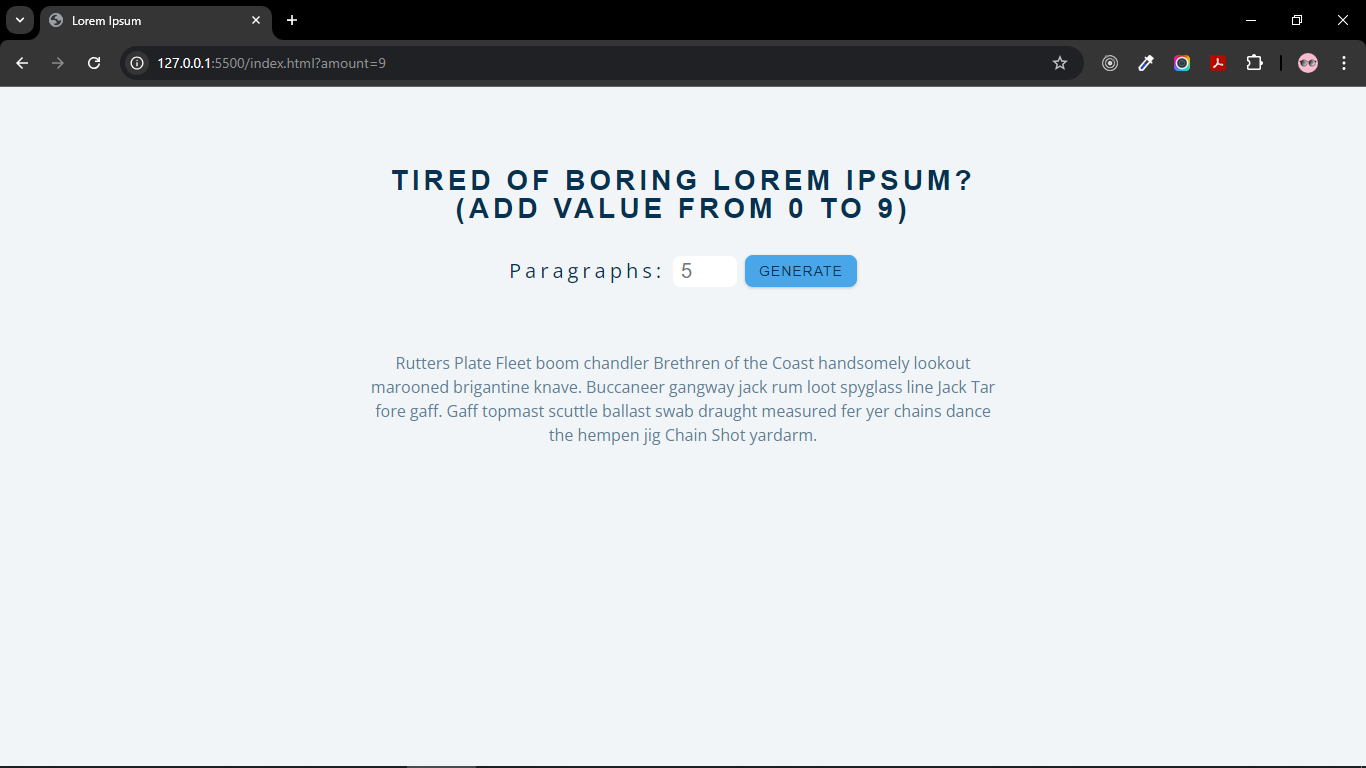 Lorem Ipsum
127.0.0.1:5500/index.html?amount=9
TIRED OF BORING LOREM IPSUM?
(ADD VALUE FROM 0 TO 9)
Paragraphs: 5 GENERATE
Rutters Plate Fleet boom chandler Brethren of the Coast handsomely lookout
marooned brigantine knave. Buccaneer gangway jack rum loot spyglass line Jack Tar
fore gaff. Gaff topmast scuttle ballast swab draught measured fer yer chains dance
the hempen jig Chain Shot yardarm.